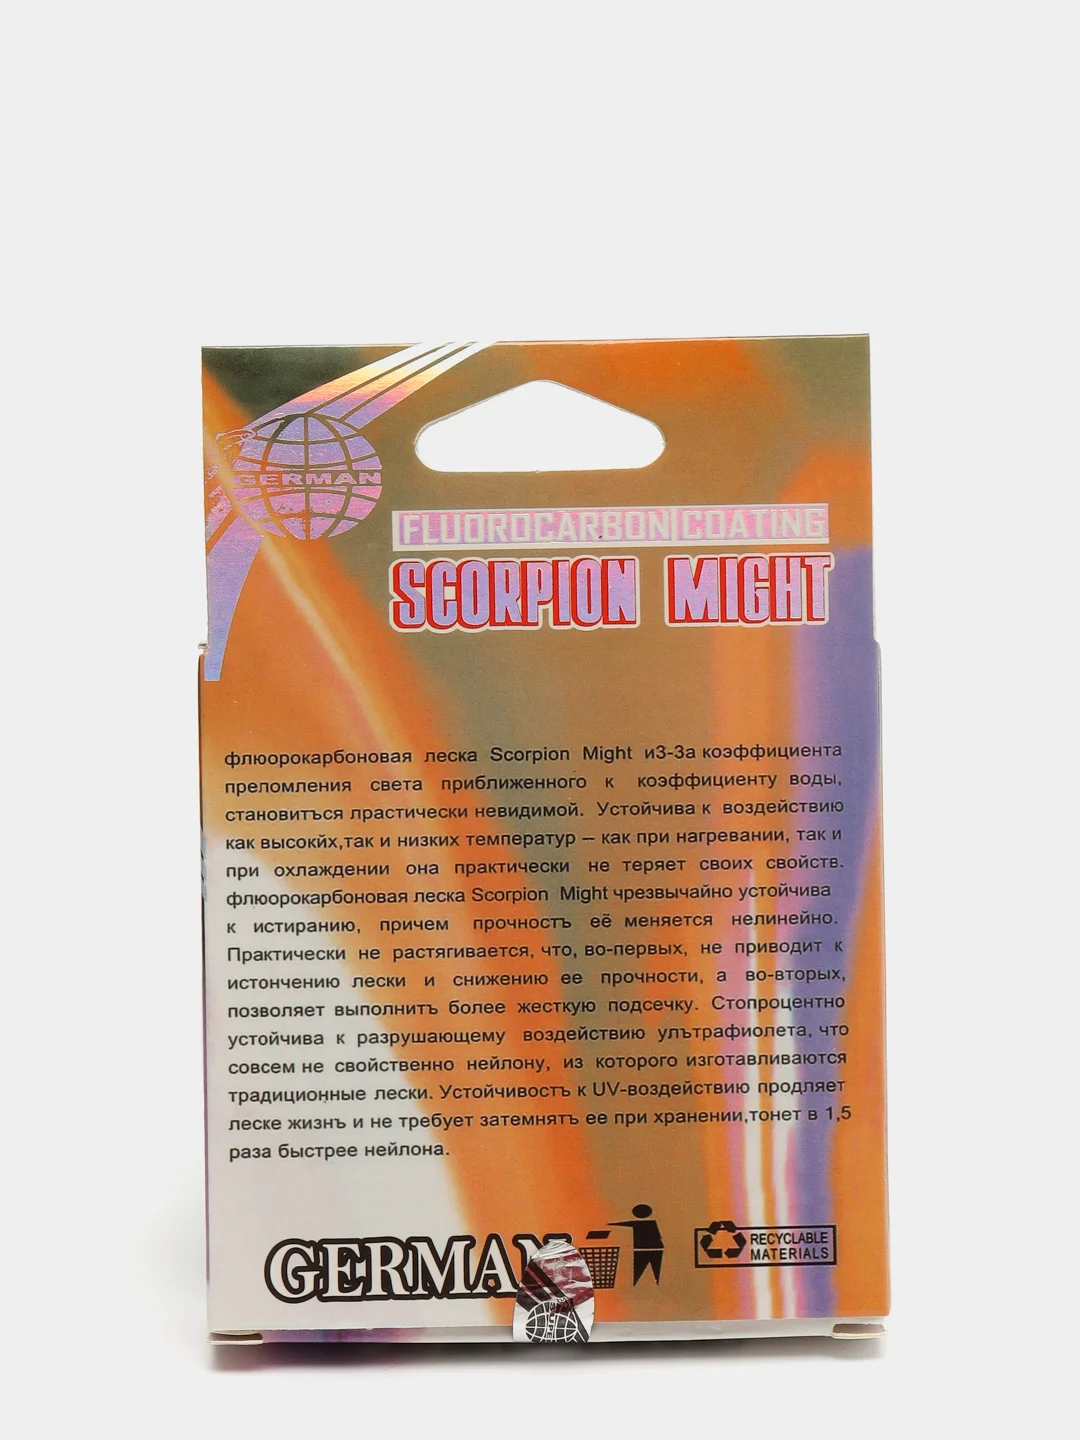 GERMAN
FLUOROCARBON COATING
SCORPION MIGHT
флюорокарбоновая леска Scorpion Might и3-3а коэффициента
преломления света приближенного к коэффициенту воды,
становитъся лрастически невидимой. Устойчива к воздействию
как высокйх,так и низких температур – как при нагревании, так и
при охлаждении она практически не теряет своих свойств.
флюорокарбоновая леска Scorpion Might чрезвычайно устойчива
к истиранию, причем прочностъ её меняется нелинейно.
Практически не растягивается, что, во-первых, не приводит к
истончению лески и снижению ее прочности, а во-вторых,
позволяет выполнитъ более жесткую подсечку. Стопроцентно
устойчива к разрушающему воздействию улътрафиолета, что
совсем не свойственно нейлону, из которого изготавливаются
традиционные лески. Устойчивостъ к UV-воздействию продляет
леске жизнъ и не требует затемнятъ ее при хранении,тонет в 1,5
раза быстрее нейлона.
GERMAN
RECYCLABLE
MATERIALS